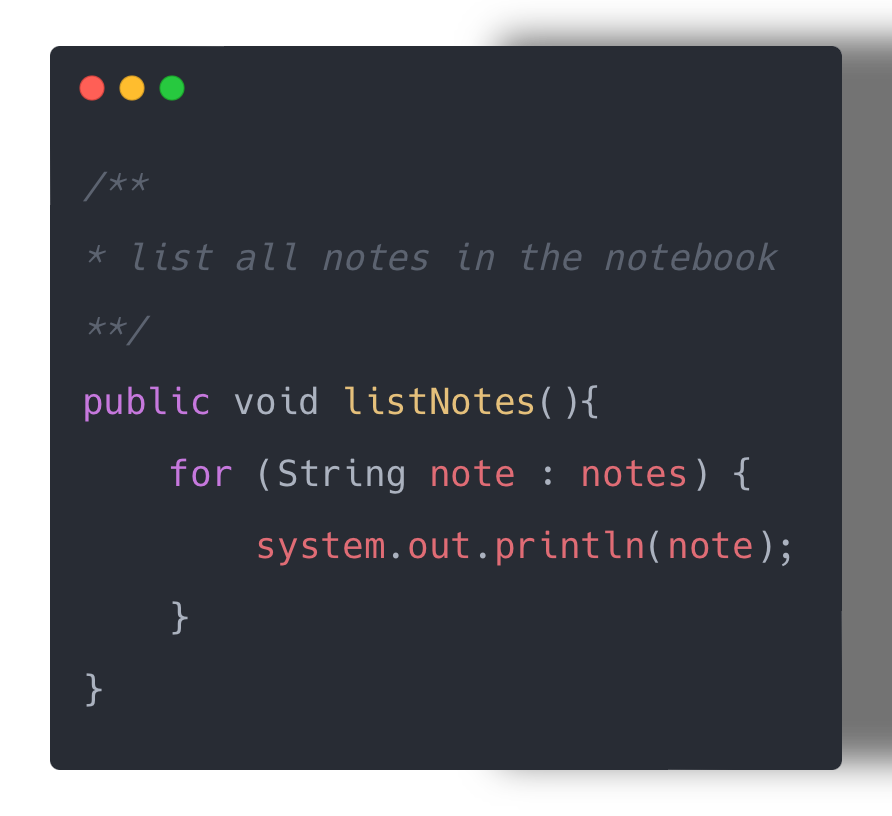 /**
* list all notes in the notebook
**/
public void listNotes(){
    for (String note : notes) {
        system.out.println(note);
    }
}